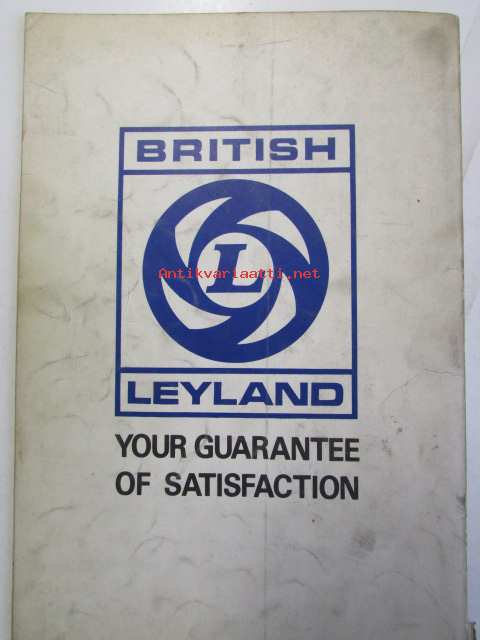 BRITISH
L
Antikvariaatti.net
LEYLAND
YOUR GUARANTEE
OF SATISFACTION